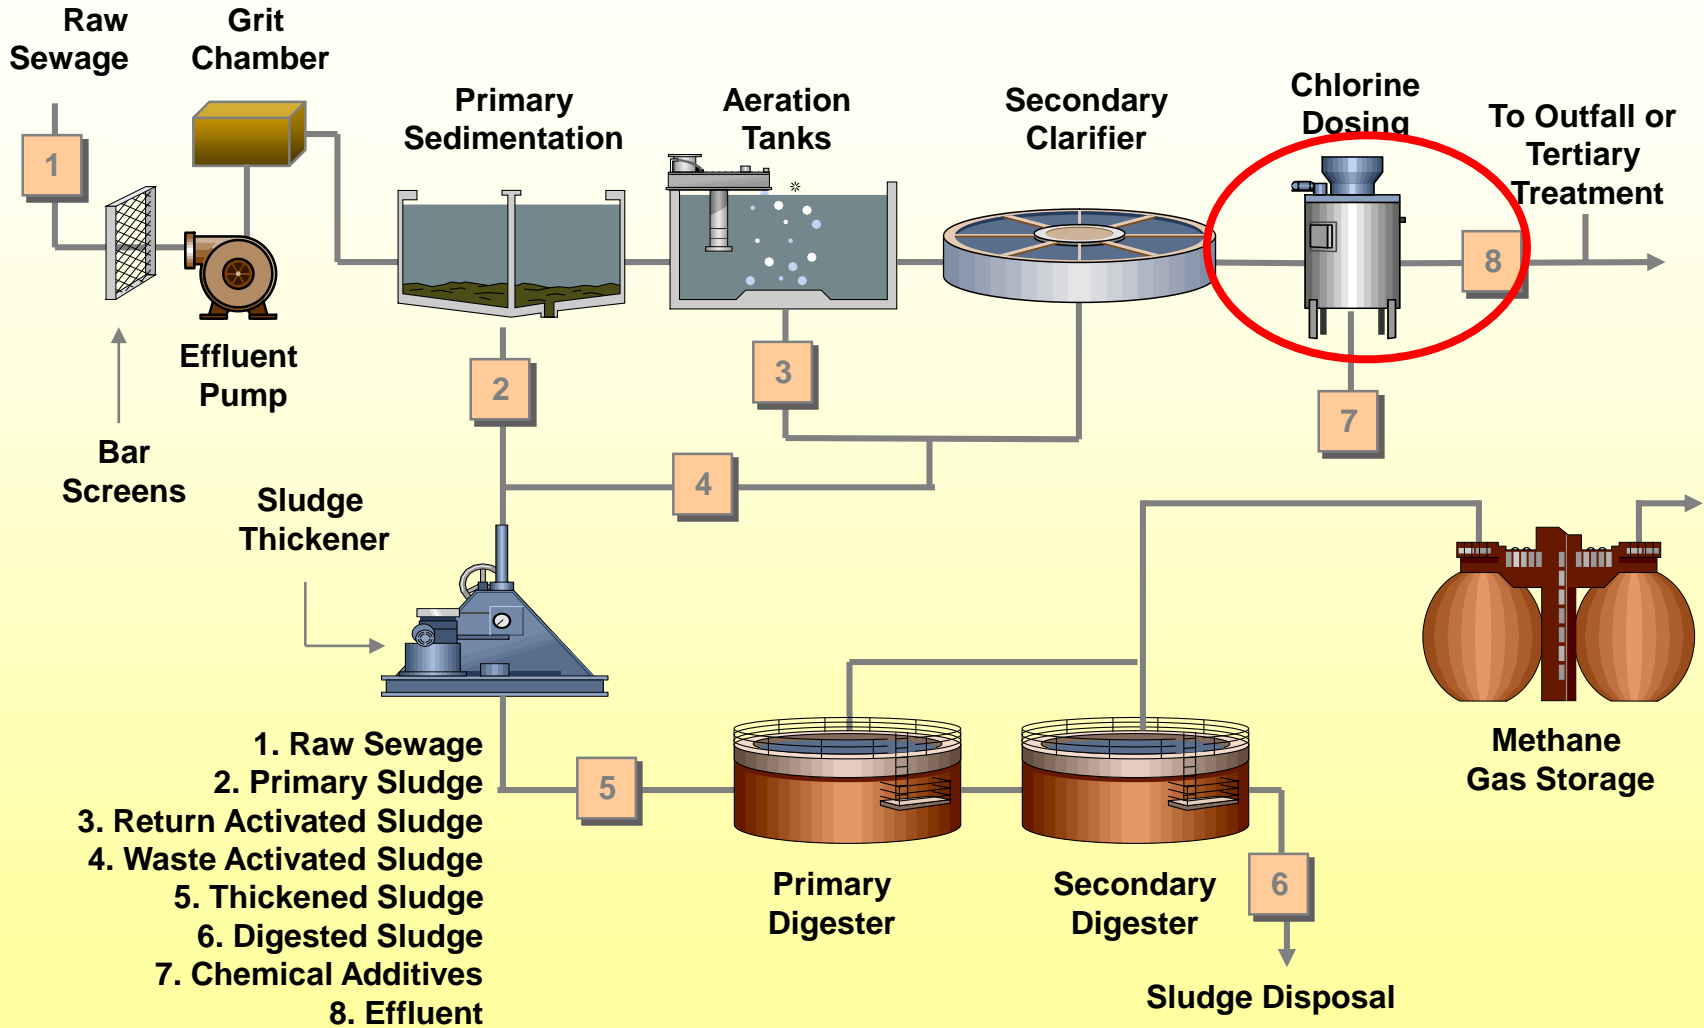 Raw
Sewage
Grit
Chamber
Primary
Sedimentation
Aeration
Tanks
Secondary
Clarifier
Chlorine
Dosing
To Outfall or
Tertiary
Treatment
1
8
Effluent
Pump
2
3
7
Bar
Screens
4
Sludge
Thickener
5
Methane
Gas Storage
1. Raw Sewage
2. Primary Sludge
3. Return Activated Sludge
4. Waste Activated Sludge
5. Thickened Sludge
6. Digested Sludge
7. Chemical Additives
8. Effluent
Primary
Digester
Secondary
Digester
6
Sludge Disposal